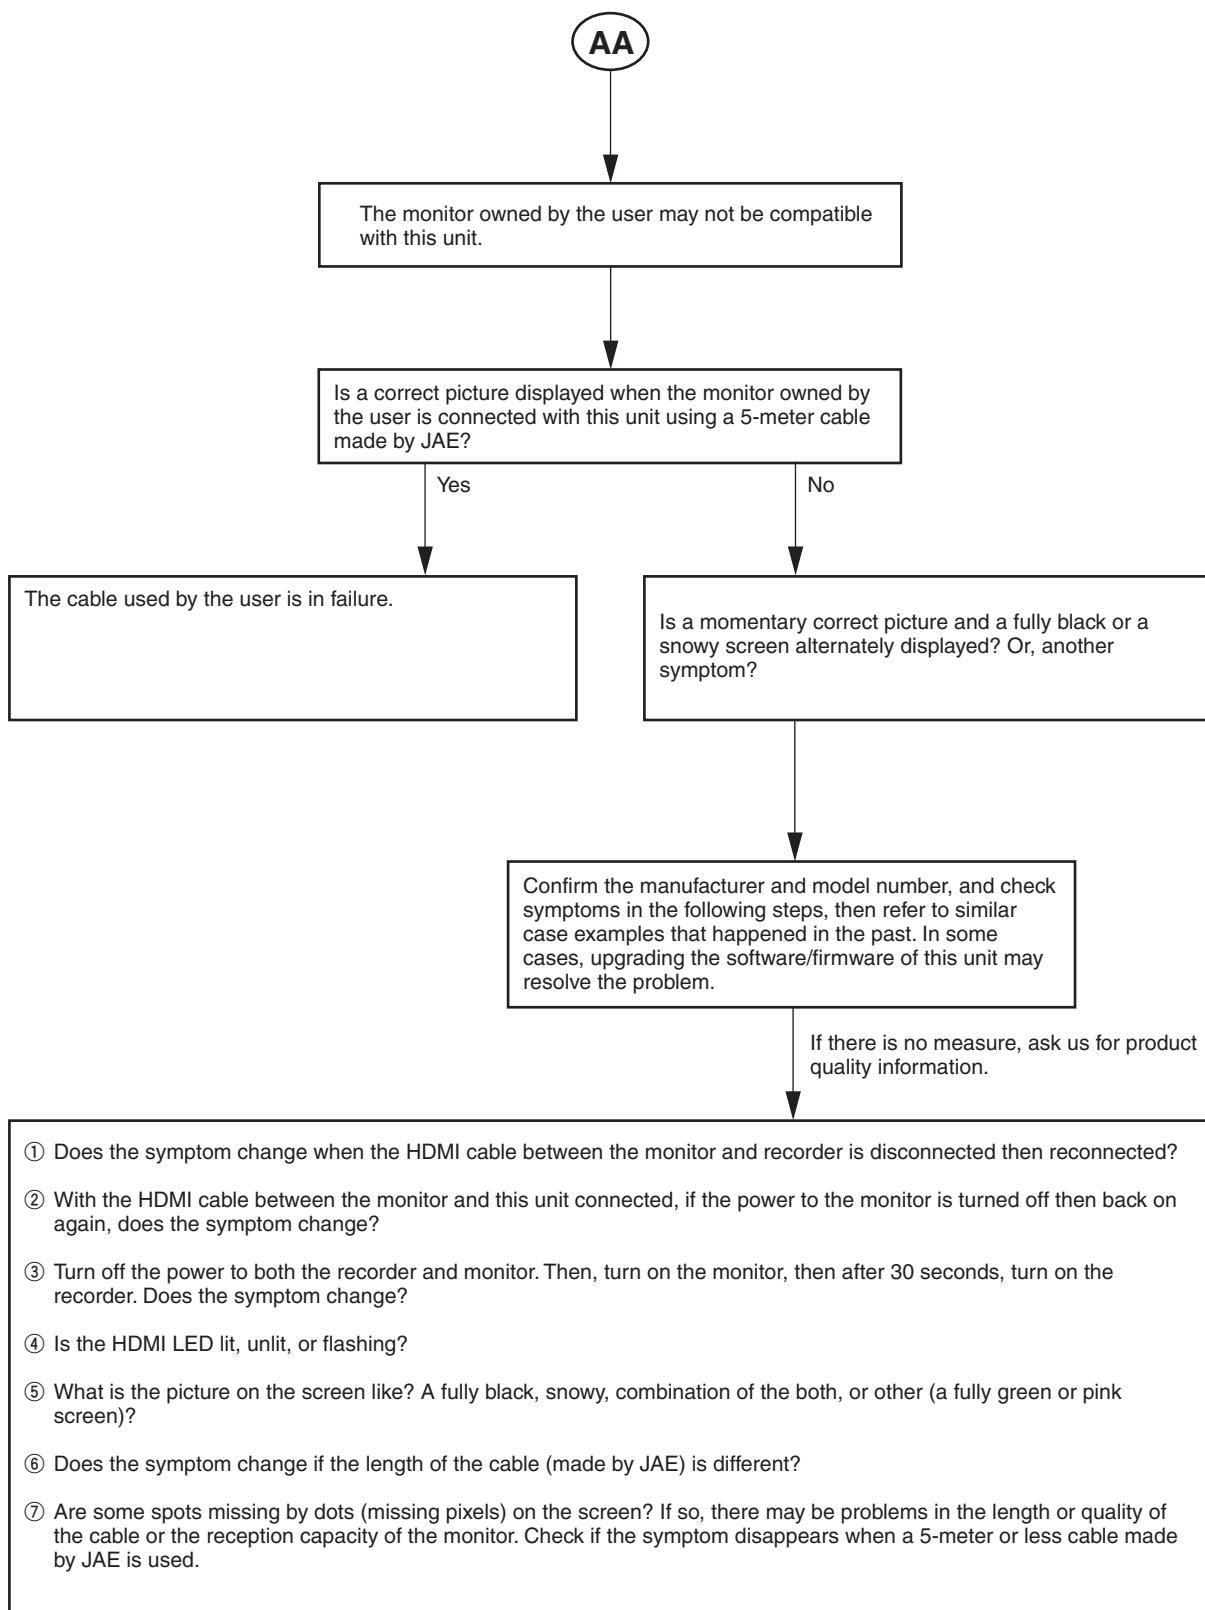 AA
The monitor owned by the user may not be compatible
with this unit.
Is a correct picture displayed when the monitor owned by
the user is connected with this unit using a 5-meter cable
made by JAE?
Yes
No
The cable used by the user is in failure.
Is a momentary correct picture and a fully black or a
snowy screen alternately displayed? Or, another
symptom?
Confirm the manufacturer and model number, and check
symptoms in the following steps, then refer to similar
case examples that happened in the past. In some
cases, upgrading the software/firmware of this unit may
resolve the problem.
If there is no measure, ask us for product
quality information.
① Does the symptom change when the HDMI cable between the monitor and recorder is disconnected then reconnected?
② With the HDMI cable between the monitor and this unit connected, if the power to the monitor is turned off then back on
again, does the symptom change?
③ Turn off the power to both the recorder and monitor. Then, turn on the monitor, then after 30 seconds, turn on the
recorder. Does the symptom change?
④ Is the HDMI LED lit, unlit, or flashing?
⑤ What is the picture on the screen like? A fully black, snowy, combination of the both, or other (a fully green or pink
screen)?
⑥ Does the symptom change if the length of the cable (made by JAE) is different?
⑦ Are some spots missing by dots (missing pixels) on the screen? If so, there may be problems in the length or quality of
the cable or the reception capacity of the monitor. Check if the symptom disappears when a 5-meter or less cable made
by JAE is used.